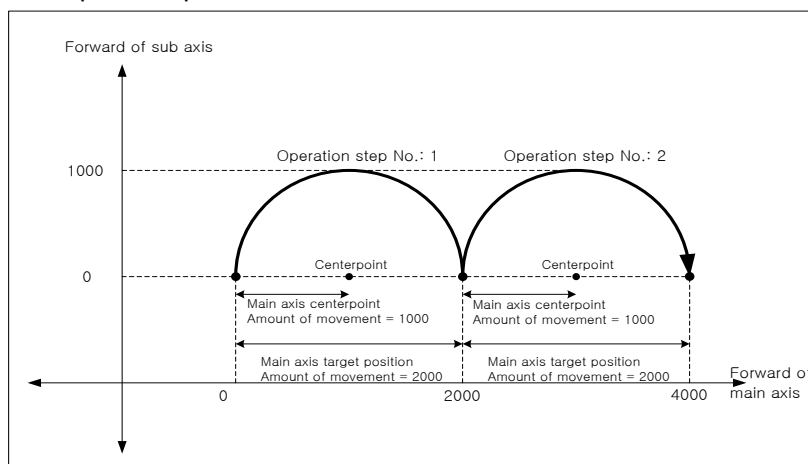 Forward of sub axis
Operation step No.: 1
Operation step No.: 2
1000
0
Centerpoint
Centerpoint
Main axis centerpoint
Amount of movement = 1000
Main axis centerpoint
Amount of movement = 1000
Main axis target position
Amount of movement = 2000
Main axis target position
Amount of movement = 2000
0
2000
4000
Forward of
main axis